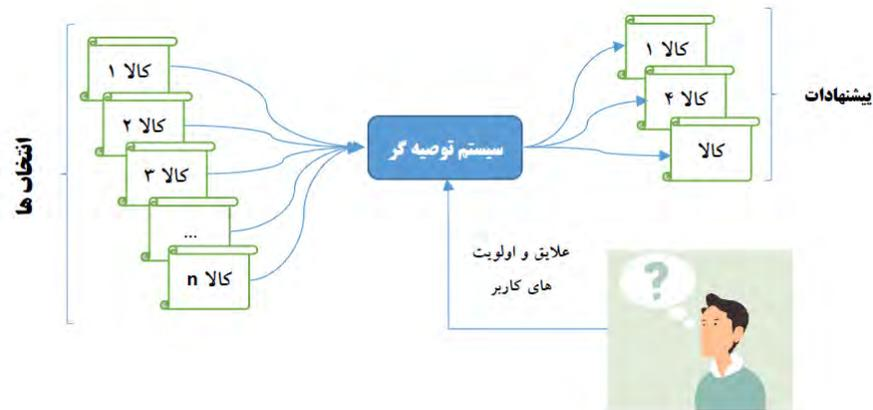 انتخاب ها
کالا ۱
کالا ۲
کالا ۳
...
کالا n
سیستم توصیه گر
علایق و اولویت
های کاربر
?
کالا ۱
کالا ۴
کالا
پیشنهادات